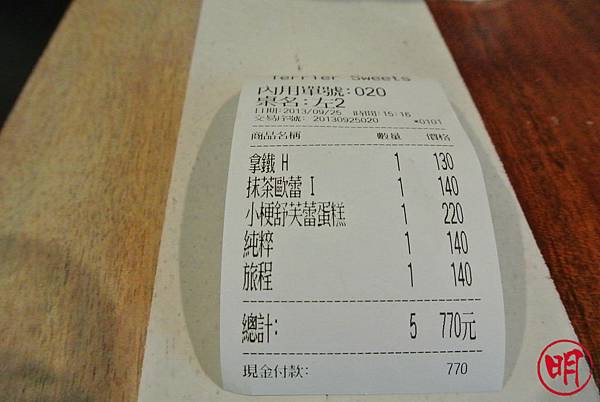 Terrier Sweets
內用單號:020
桌名:左2
日期:2013/09/25 時間:15:16
交易序號: 20130925020 *0101
商品名稱 數量 價格
拿鐵 H 1 130
抹茶歐蕾 I 1 140
小梗舒芙蕾蛋糕 1 220
純粹 1 140
旅程 1 140
總計: 5 770元
現金付款: 770
明